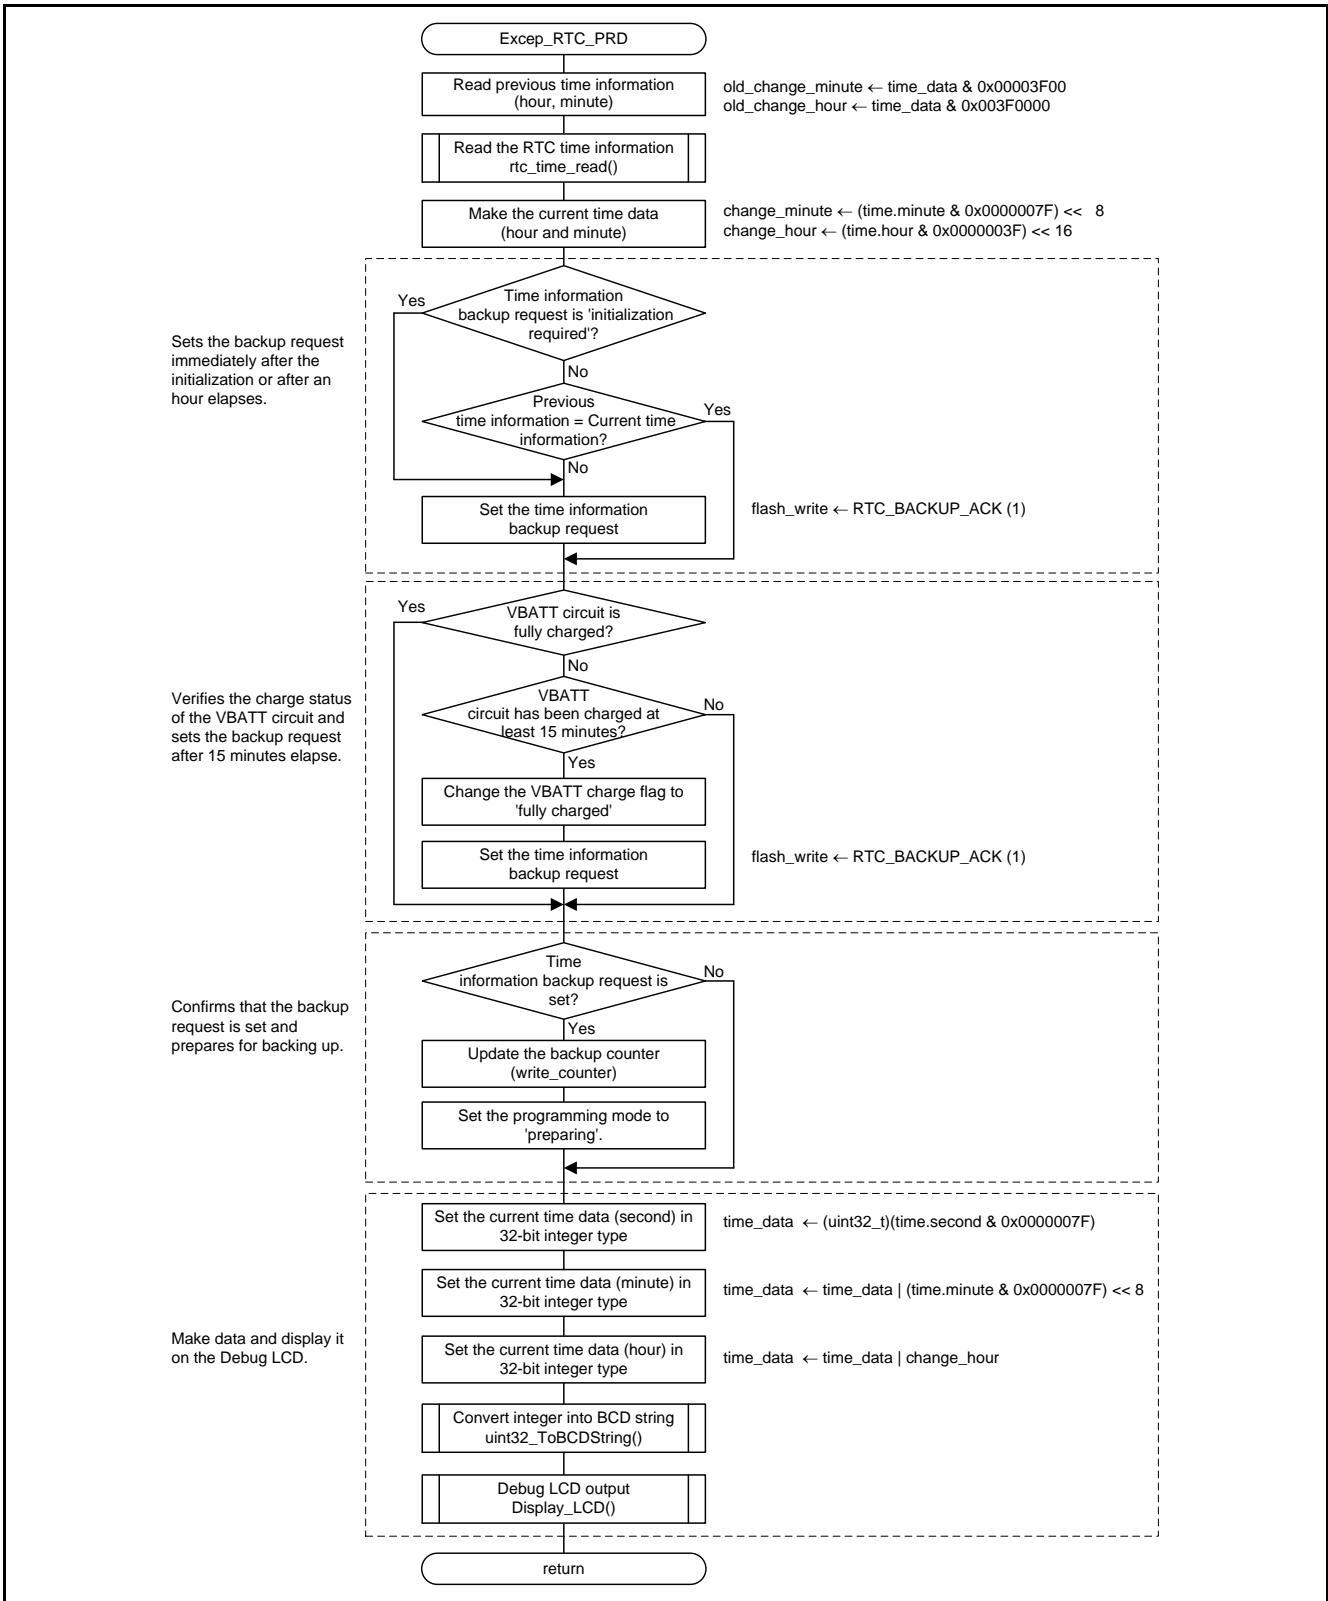 Excep_RTC_PRD
Read previous time information
(hour, minute)
old_change_minute ← time_data & 0x00003F00
old_change_hour ← time_data & 0x003F0000
Read the RTC time information
rtc_time_read()
Make the current time data
(hour and minute)
change_minute ← (time.minute & 0x0000007F) << 8
change_hour ← (time.hour & 0x0000003F) << 16
Sets the backup request
immediately after the
initialization or after an
hour elapses.
Yes
Time information
backup request is 'initialization
required'?
No
Previous
time information = Current time
information?
Yes
No
Set the time information
backup request
flash_write ← RTC_BACKUP_ACK (1)
Verifies the charge status
of the VBATT circuit and
sets the backup request
after 15 minutes elapse.
Yes
VBATT circuit is
fully charged?
No
VBATT
circuit has been charged at
least 15 minutes?
No
Yes
Change the VBATT charge flag to
'fully charged'
Set the time information
backup request
flash_write ← RTC_BACKUP_ACK (1)
Confirms that the backup
request is set and
prepares for backing up.
Time
information backup request is
set?
No
Yes
Update the backup counter
(write_counter)
Set the programming mode to
'preparing'.
Make data and display it
on the Debug LCD.
Set the current time data (second) in
32-bit integer type
time_data ← (uint32_t)(time.second & 0x0000007F)
Set the current time data (minute) in
32-bit integer type
time_data ← time_data | (time.minute & 0x0000007F) << 8
Set the current time data (hour) in
32-bit integer type
time_data ← time_data | change_hour
Convert integer into BCD string
uint32_ToBCDString()
Debug LCD output
Display_LCD()
return